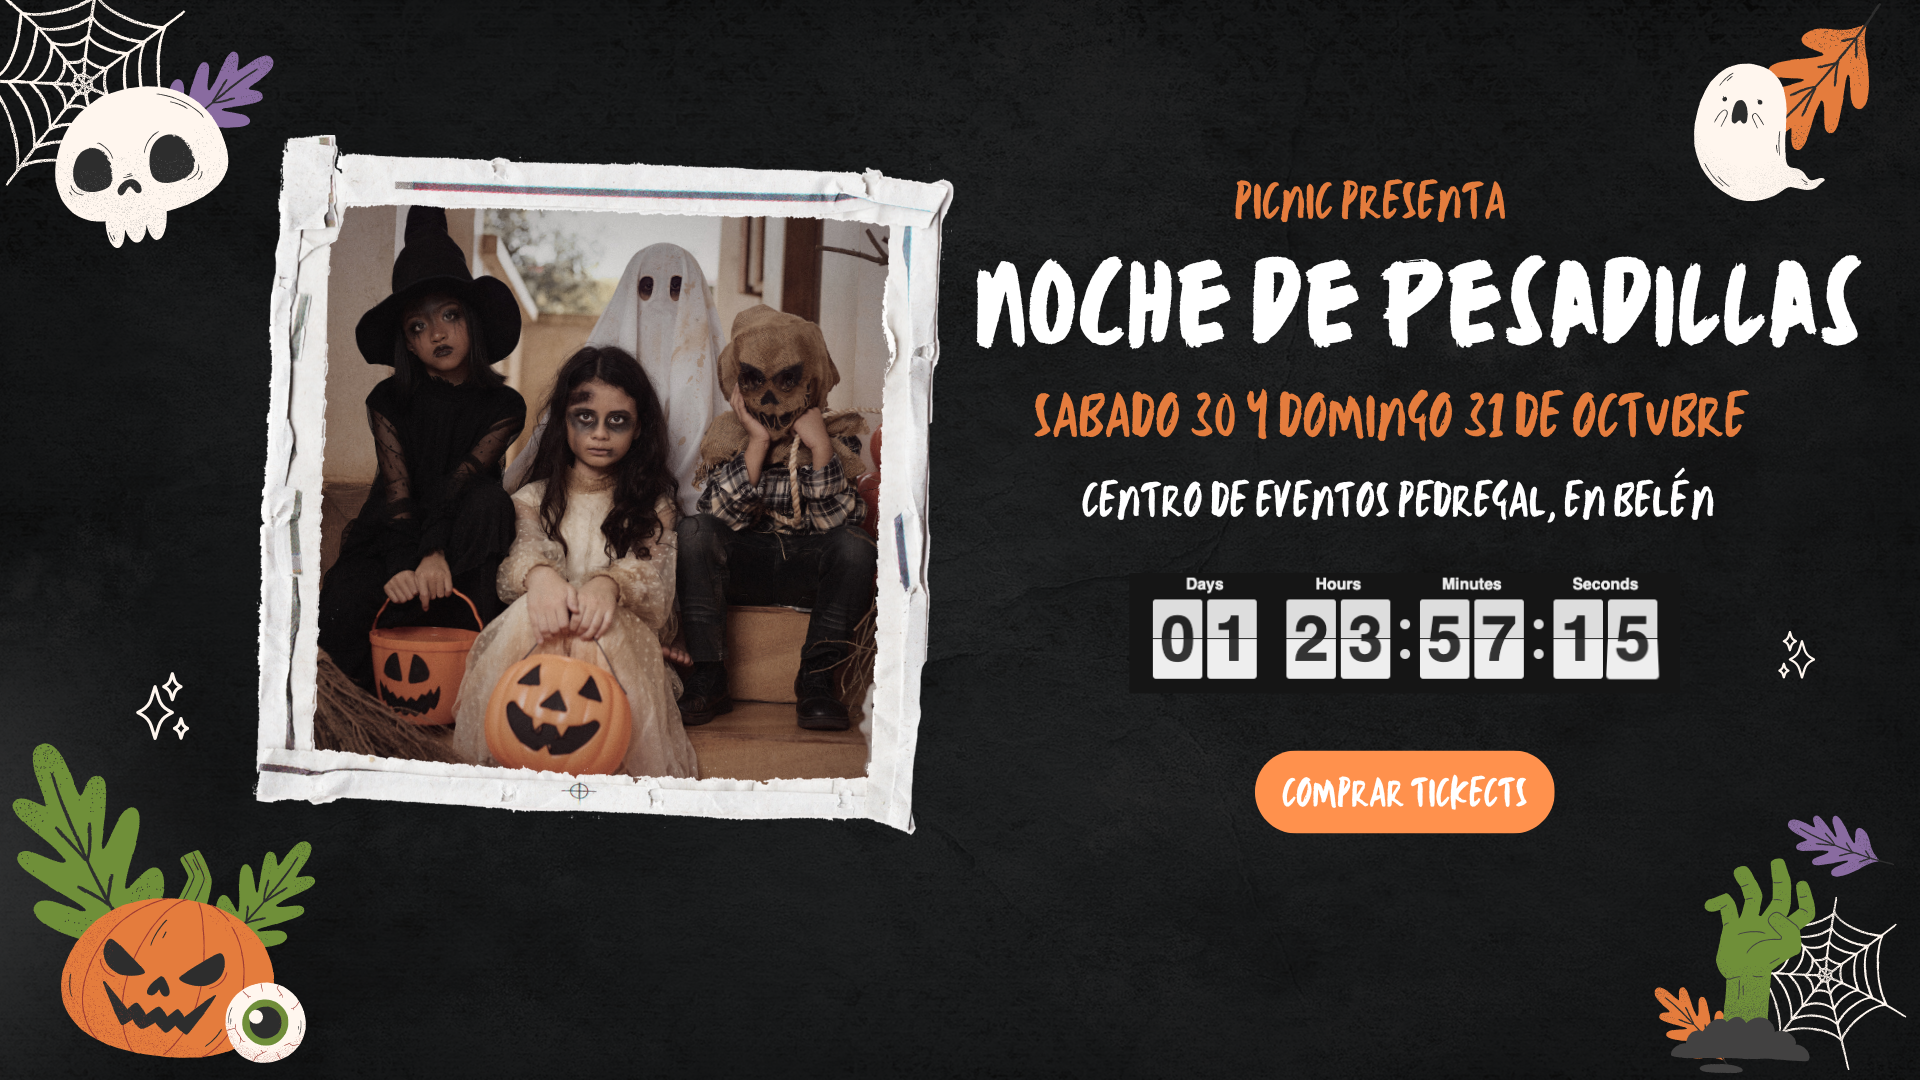 PICNIC PRESENTA
NOCHE DE PESADILLAS
SABADO 30 Y DOMINGO 31 DE OCTUBRE
CENTRO DE EVENTOS PEDREGAL, EN BELÉN
Days Hours Minutes Seconds
01 23:57:15
COMPRAR TICKECTS